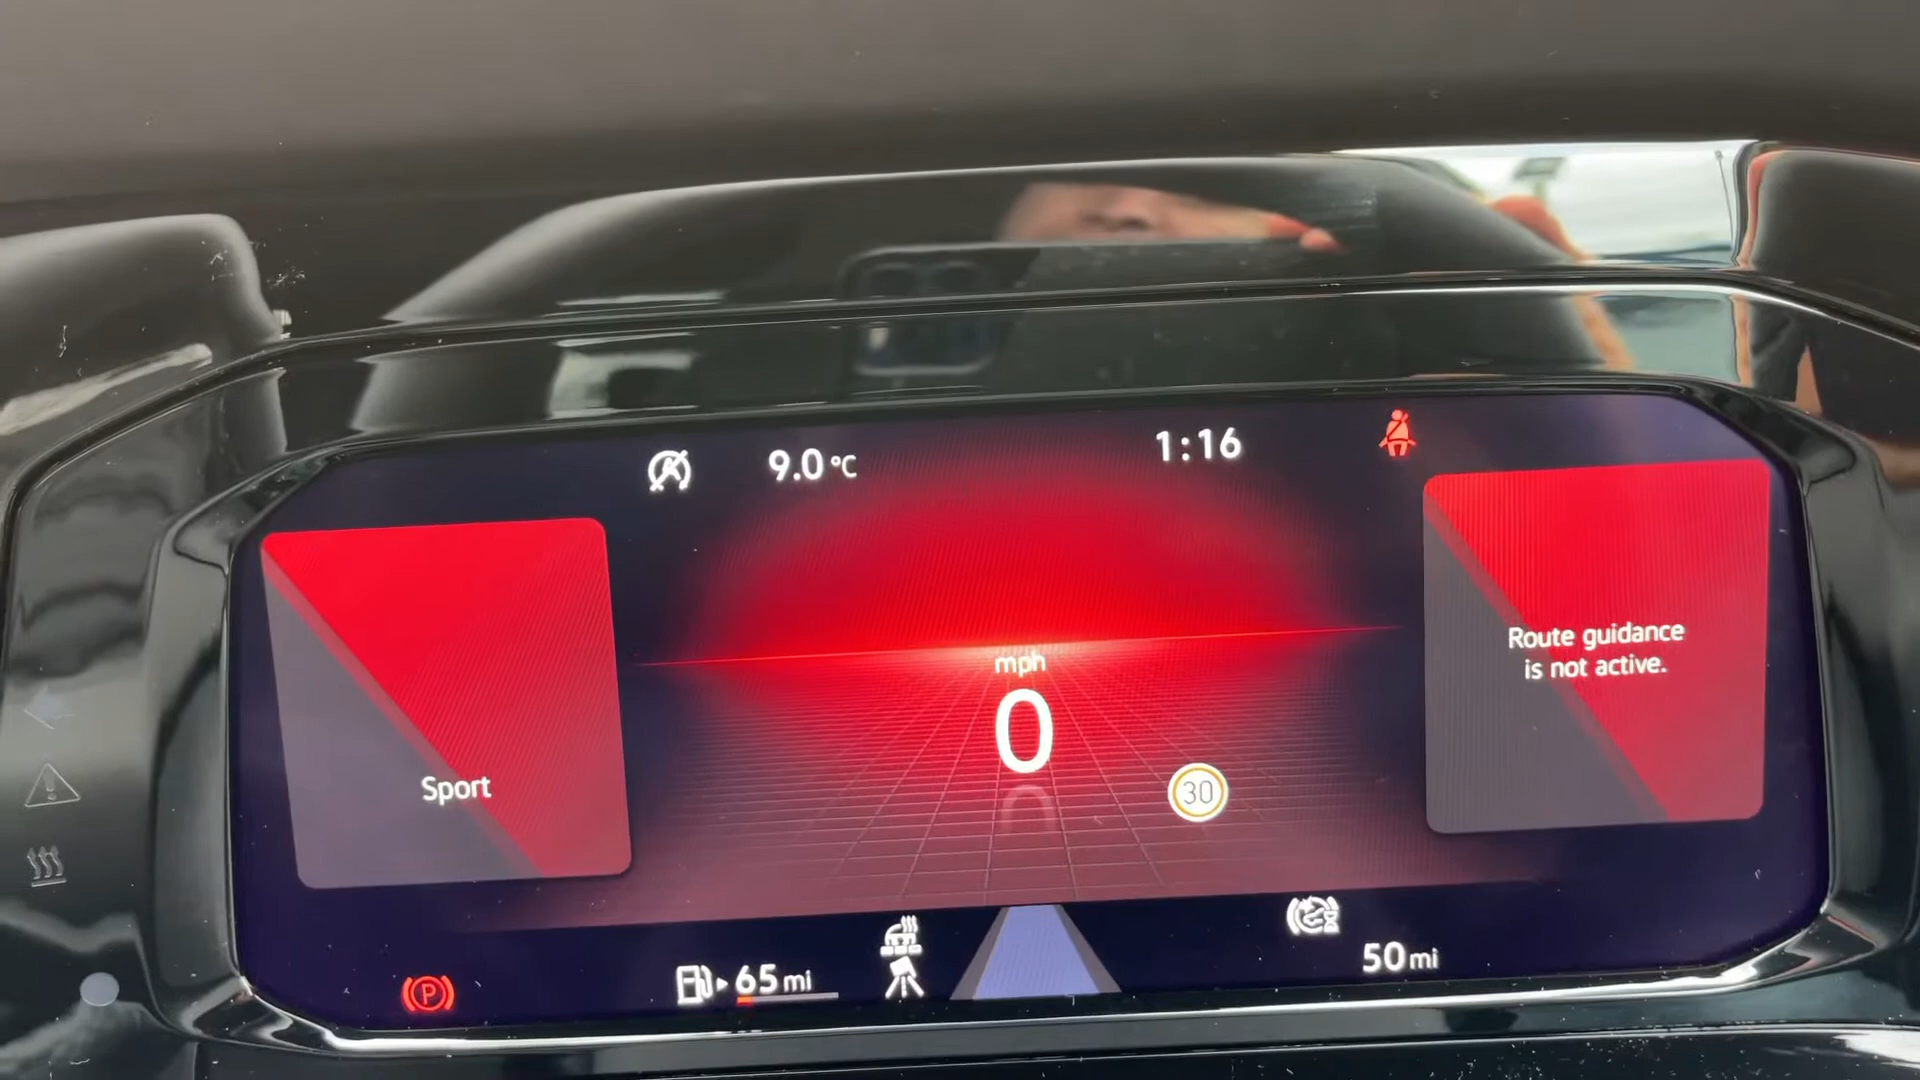 9.0 °C
1:16
mph
0
30
Sport
Route guidance
is not active.
P
65 mi
50 mi